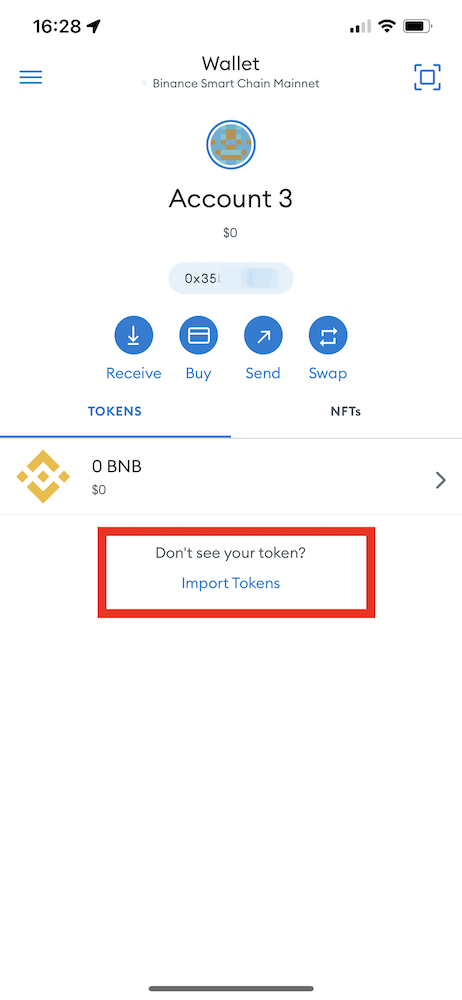 16:28
Wallet
Binance Smart Chain Mainnet
Account 3
$0
0x35
Receive Buy Send Swap
TOKENS NFTs
0 BNB
$0
Don't see your token?
Import Tokens